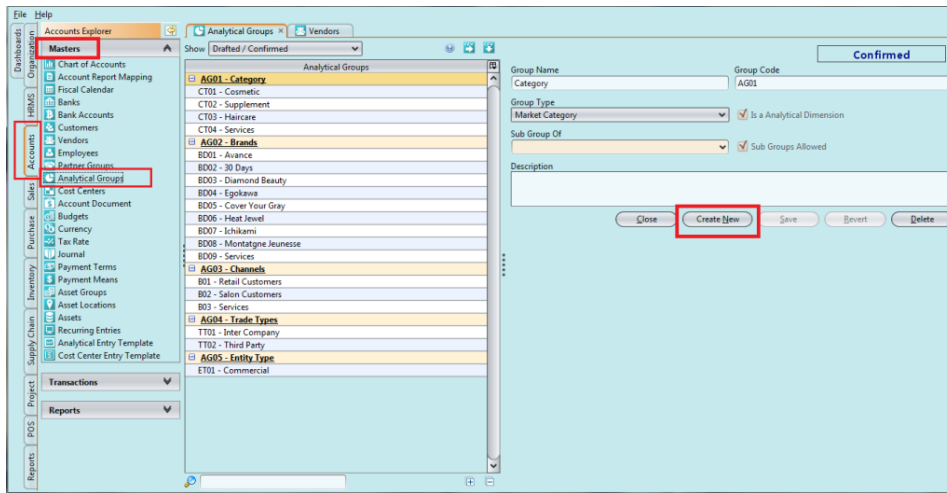 File Help
Dashboards
Organization
HRMS
Accounts
Sales
Purchase
Inventory
Supply Chain
Project
POS
Reports
Accounts Explorer
Masters
Chart of Accounts
Account Report Mapping
Fiscal Calendar
Banks
Bank Accounts
Customers
Vendors
Employees
Partner Groups
Analytical Groups
Cost Centers
Account Document
Budgets
Currency
Tax Rate
Journal
Payment Terms
Payment Means
Asset Groups
Asset Locations
Assets
Recurring Entries
Analytical Entry Template
Cost Center Entry Template
Transactions
Reports
Analytical Groups
Vendors
Show Drafted / Confirmed
Analytical Groups
AG01 - Category
CT01 - Cosmetic
CT02 - Supplement
CT03 - Haircare
CT04 - Services
AG02 - Brands
BD01 - Avance
BD02 - 30 Days
BD03 - Diamond Beauty
BD04 - Egokawa
BD05 - Cover Your Gray
BD06 - Heat Jewel
BD07 - Ichikami
BD08 - Montatgne Jeunesse
BD09 - Services
AG03 - Channels
B01 - Retail Customers
B02 - Salon Customers
B03 - Services
AG04 - Trade Types
TT01 - Inter Company
TT02 - Third Party
AG05 - Entity Type
ET01 - Commercial
Confirmed
Group Name Group Code
Category AG01
Group Type
Market Category Is a Analytical Dimension
Sub Group Of
Sub Groups Allowed
Description
Close Create New Save Revert Delete